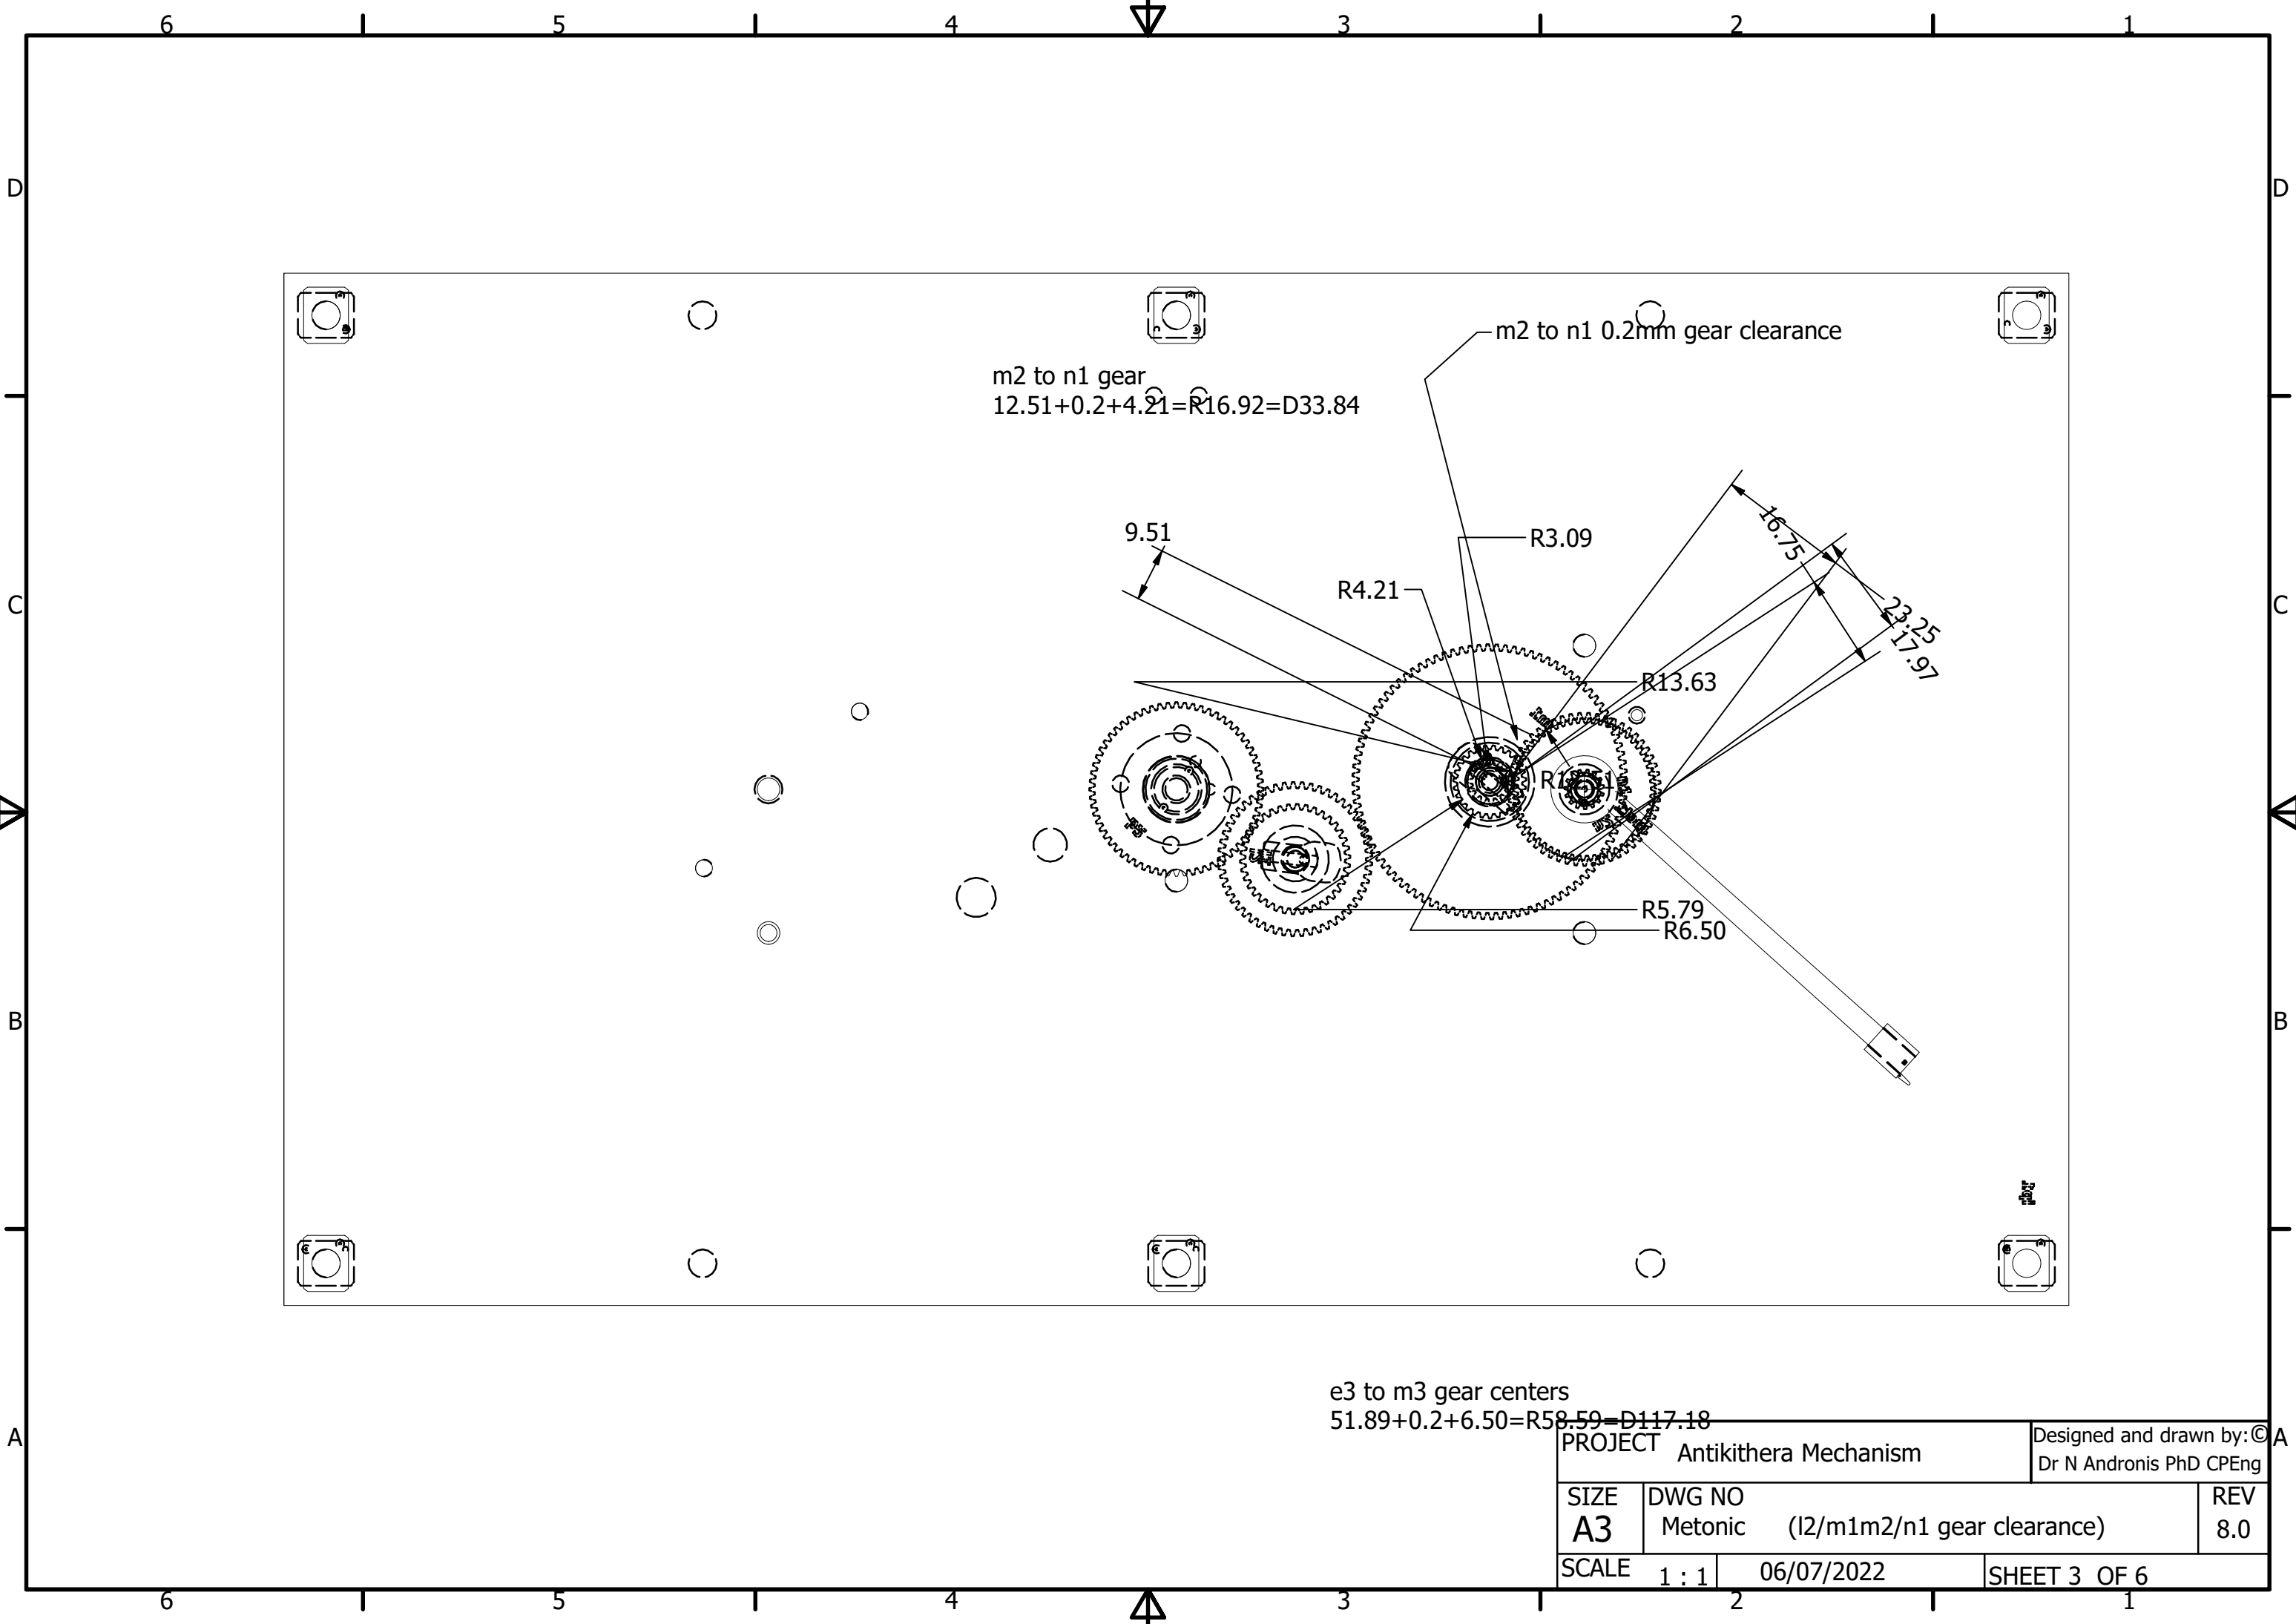 6 5 4 3 2 1
D D
m2 to n1 0.2mm gear clearance
m2 to n1 gear
12.51+0.2+4.21=R16.92=D33.84
9.51
R3.09
16.75
R4.21
C C
23.25
17.97
R13.63
R5.79
R6.50
B B
e3 to m3 gear centers
51.89+0.2+6.50=R58.59=D117.18
A A
PROJECT Antikithera Mechanism
Designed and drawn by:©
Dr N Andronis PhD CPEng
SIZE DWG NO REV
A3 Metonic (l2/m1m2/n1 gear clearance) 8.0
SCALE 1 : 1 06/07/2022 SHEET 3 OF 6
6 5 4 3 2 1